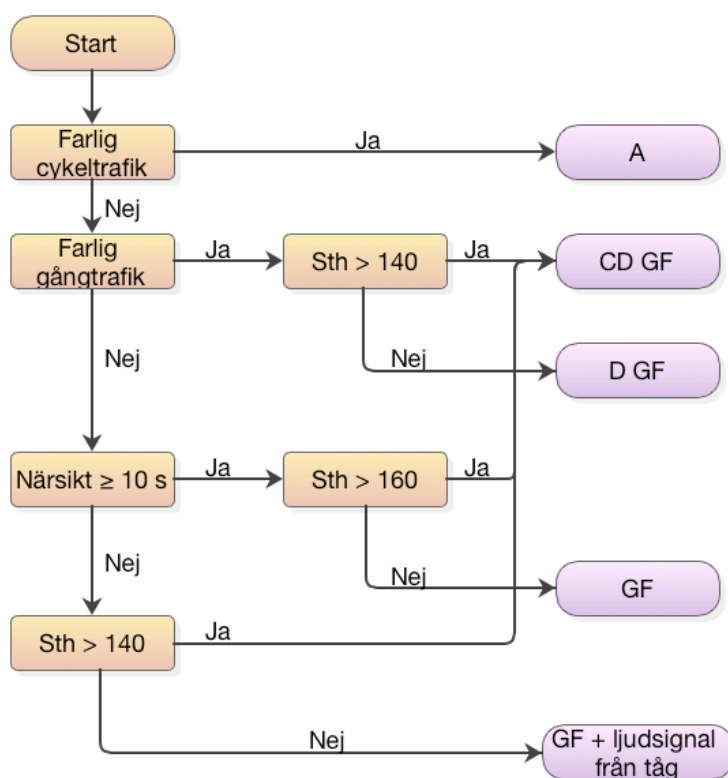 Start
Farlig
cykeltrafik
Ja
A
Nej
Farlig
gångtrafik
Ja
Sth > 140
Ja
CD GF
Nej
Nej
D GF
Närsikt ≥ 10 s
Ja
Sth > 160
Ja
Nej
Nej
GF
Sth > 140
Ja
Nej
GF + ljudsignal
från tåg